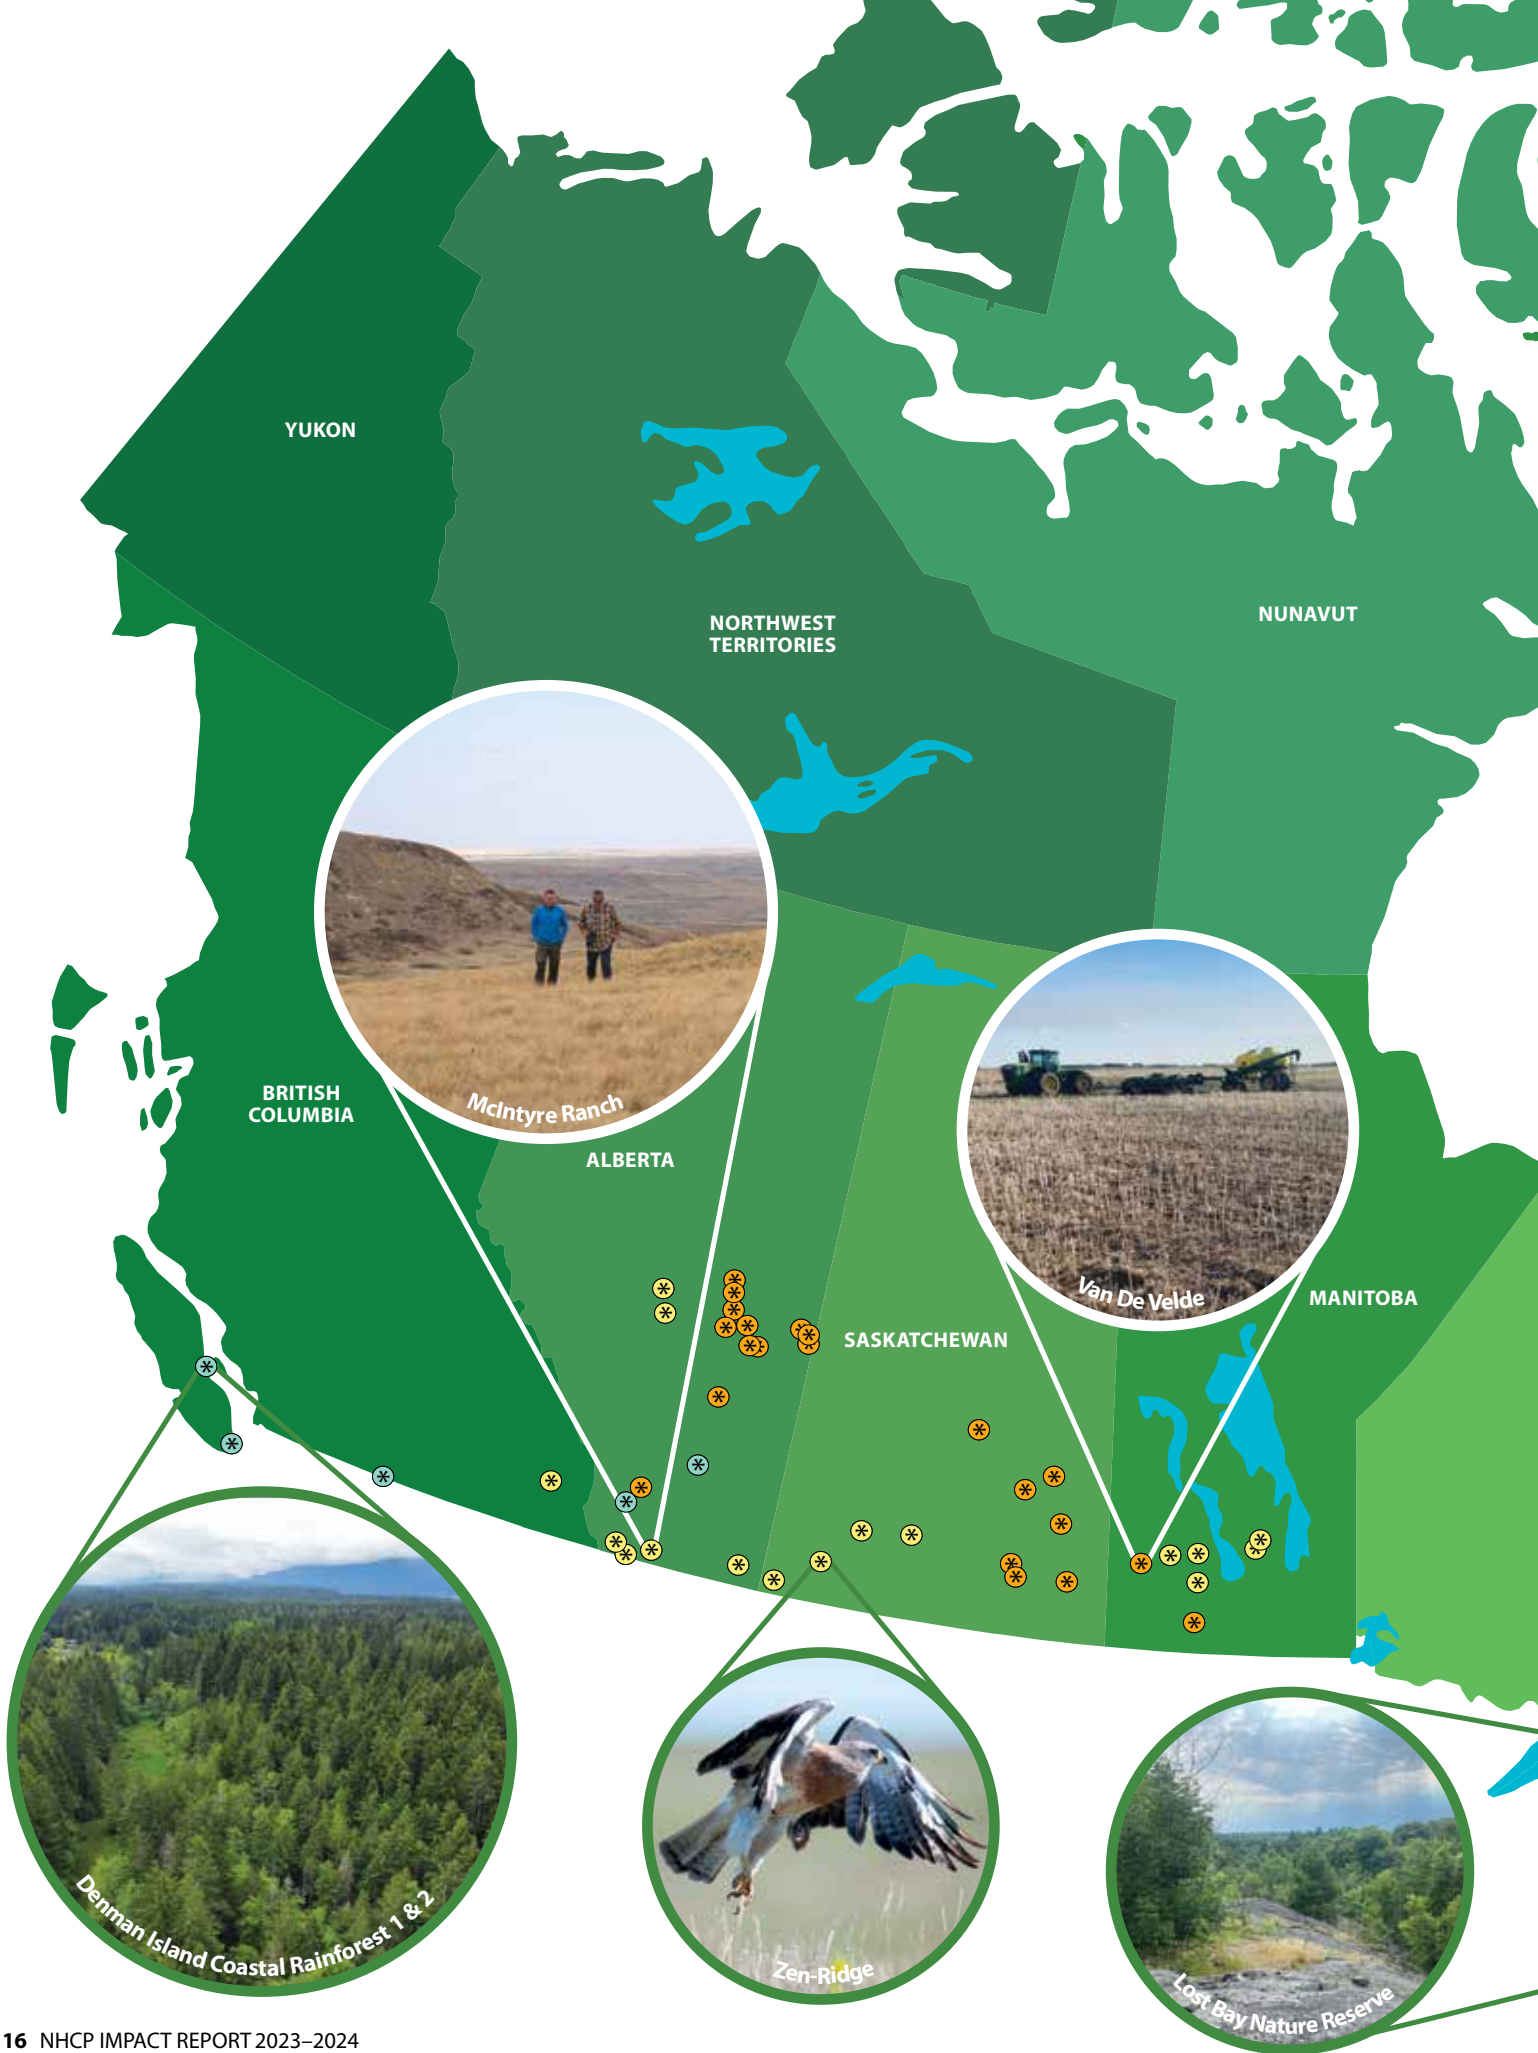 YUKON
NORTHWEST
TERRITORIES
NUNAVUT
BRITISH
COLUMBIA
McIntyre Ranch
ALBERTA
Van De Velde
MANITOBA
SASKATCHEWAN
Denman Island Coastal Rainforest 1 & 2
Zen-Ridge
Lost Bay Nature Reserve
16 NHCP IMPACT REPORT 2023–2024